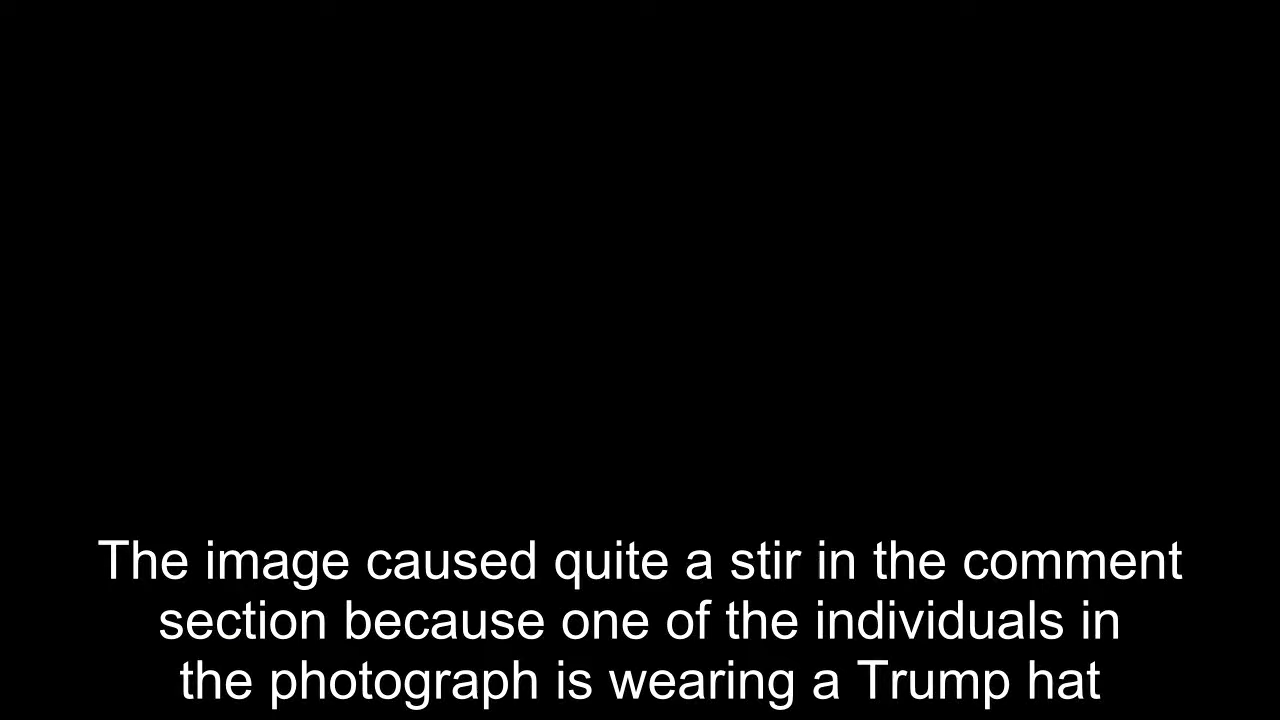 The image caused quite a stir in the comment
section because one of the individuals in
the photograph is wearing a Trump hat